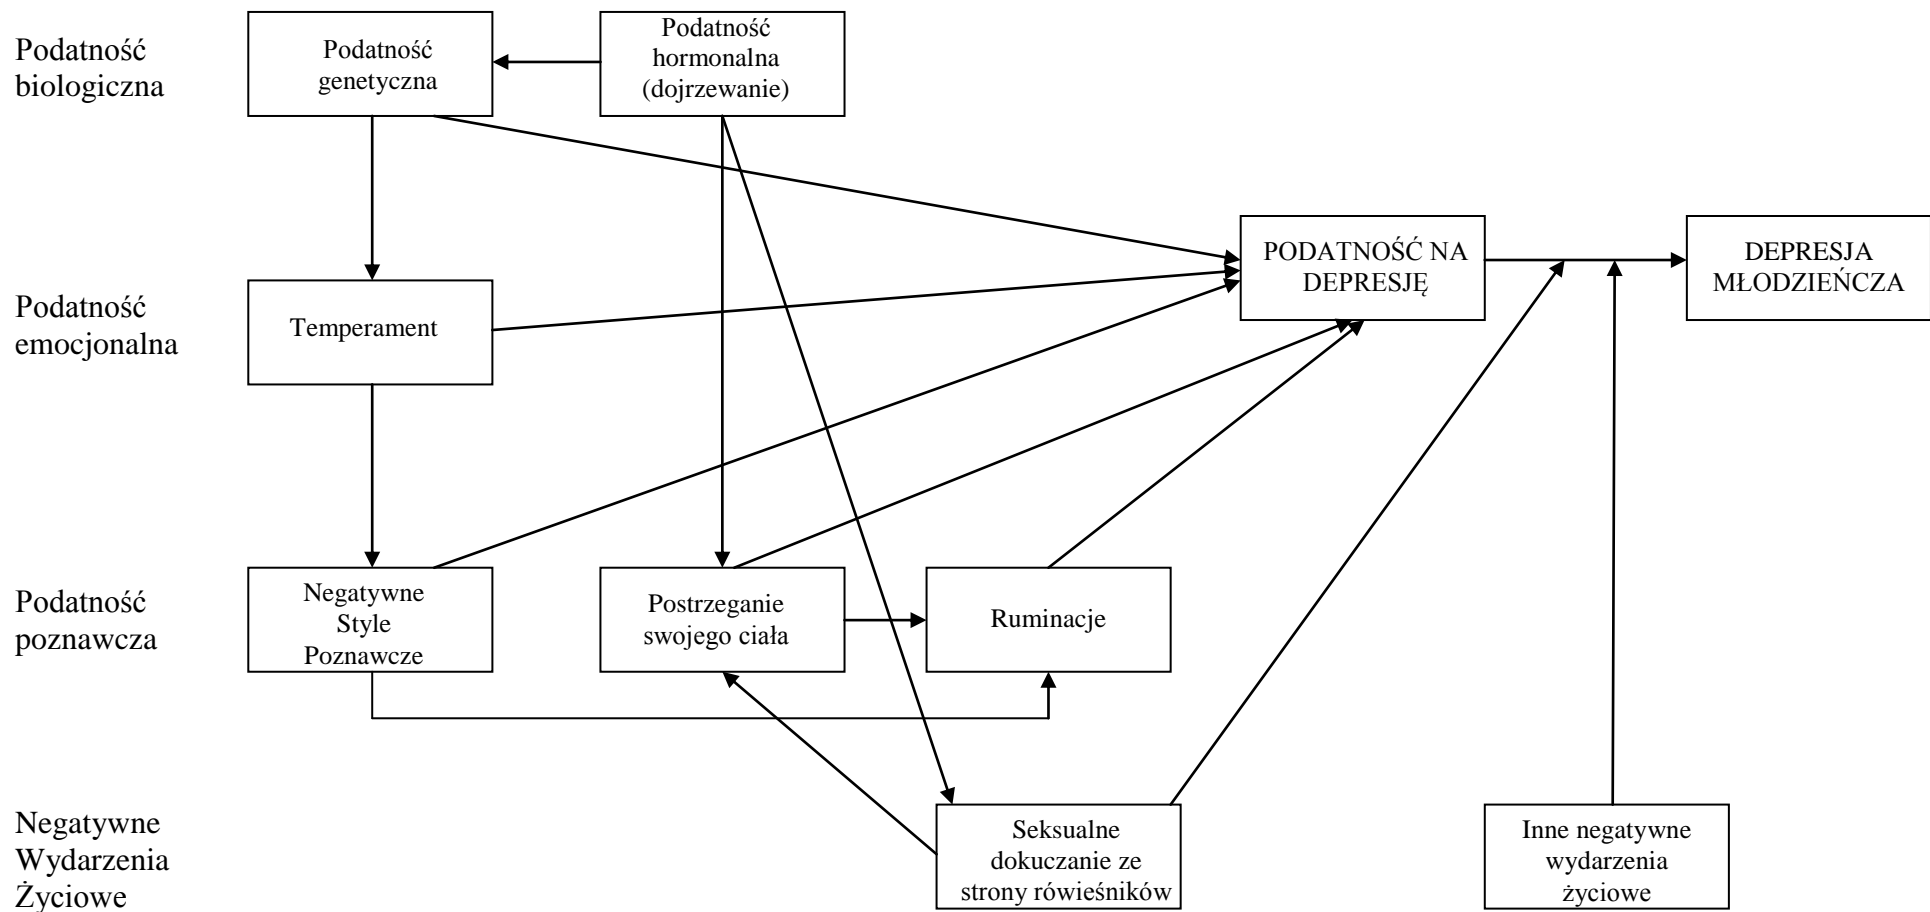 Podatność
biologiczna
Podatność
genetyczna
Podatność
hormonalna
(dojrzewanie)
Podatność
emocjonalna
Temperament
PODATNOŚĆ NA
DEPRESJĘ
DEPRESJA
MŁODZIEŃCZA
Podatność
poznawcza
Negatywne
Style
Poznawcze
Postrzeganie
swojego ciała
Ruminacje
Negatywne
Wydarzenia
Życiowe
Seksualne
dokuczanie ze
strony rówieśników
Inne negatywne
wydarzenia
życiowe